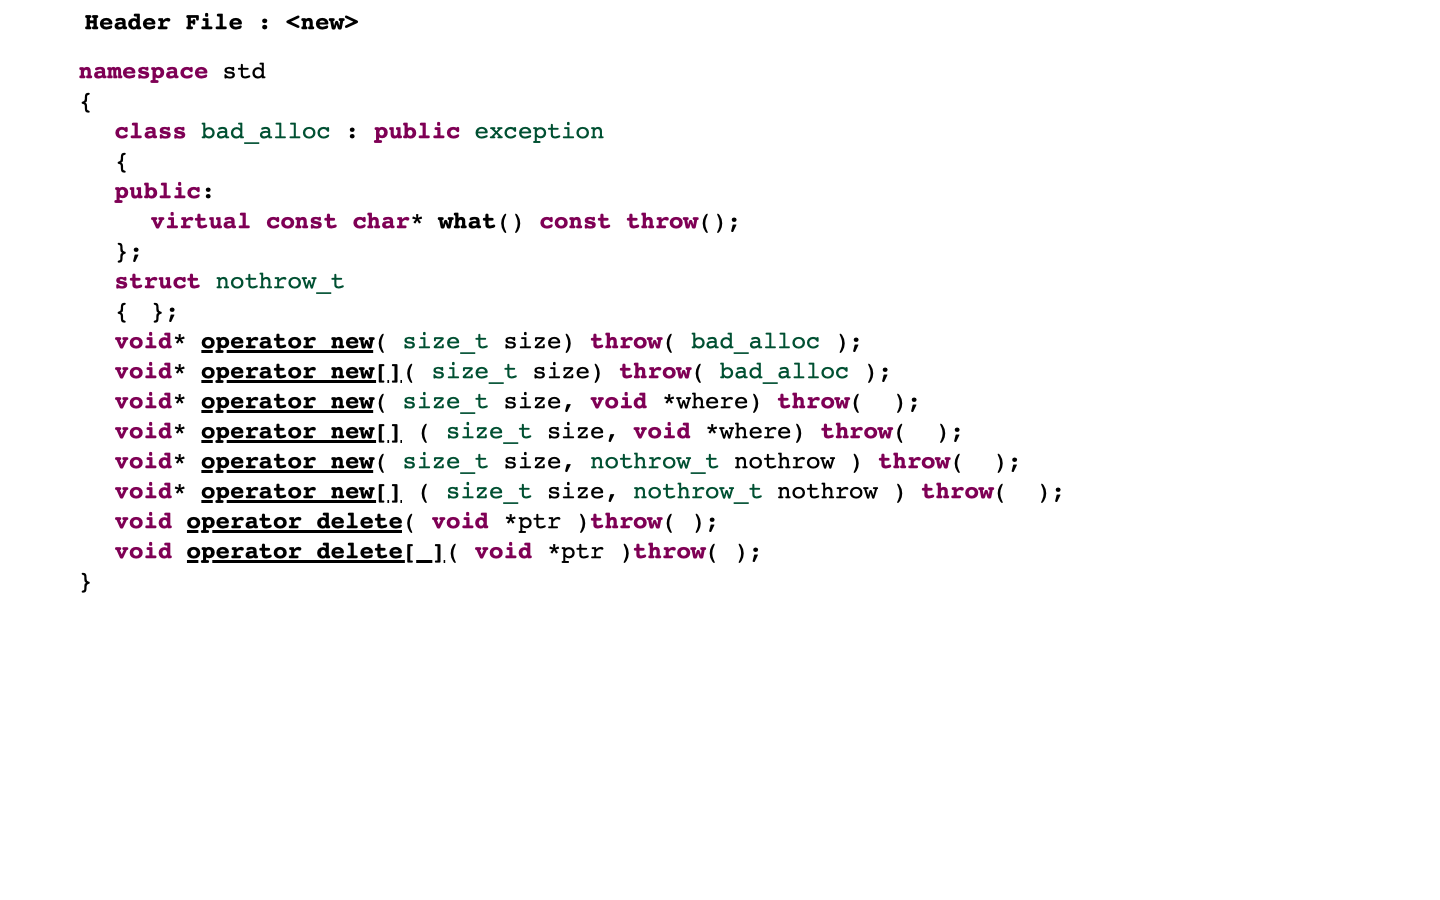 Header File : <new>
namespace std
{
class bad_alloc : public exception
{
public:
virtual const char* what() const throw();
};
struct nothrow_t
{ };
void* operator new( size_t size) throw( bad_alloc );
void* operator new[]( size_t size) throw( bad_alloc );
void* operator new( size_t size, void *where) throw( );
void* operator new[] ( size_t size, void *where) throw( );
void* operator new( size_t size, nothrow_t nothrow ) throw( );
void* operator new[] ( size_t size, nothrow_t nothrow ) throw( );
void operator delete( void *ptr )throw( );
void operator delete[ ]( void *ptr )throw( );
}